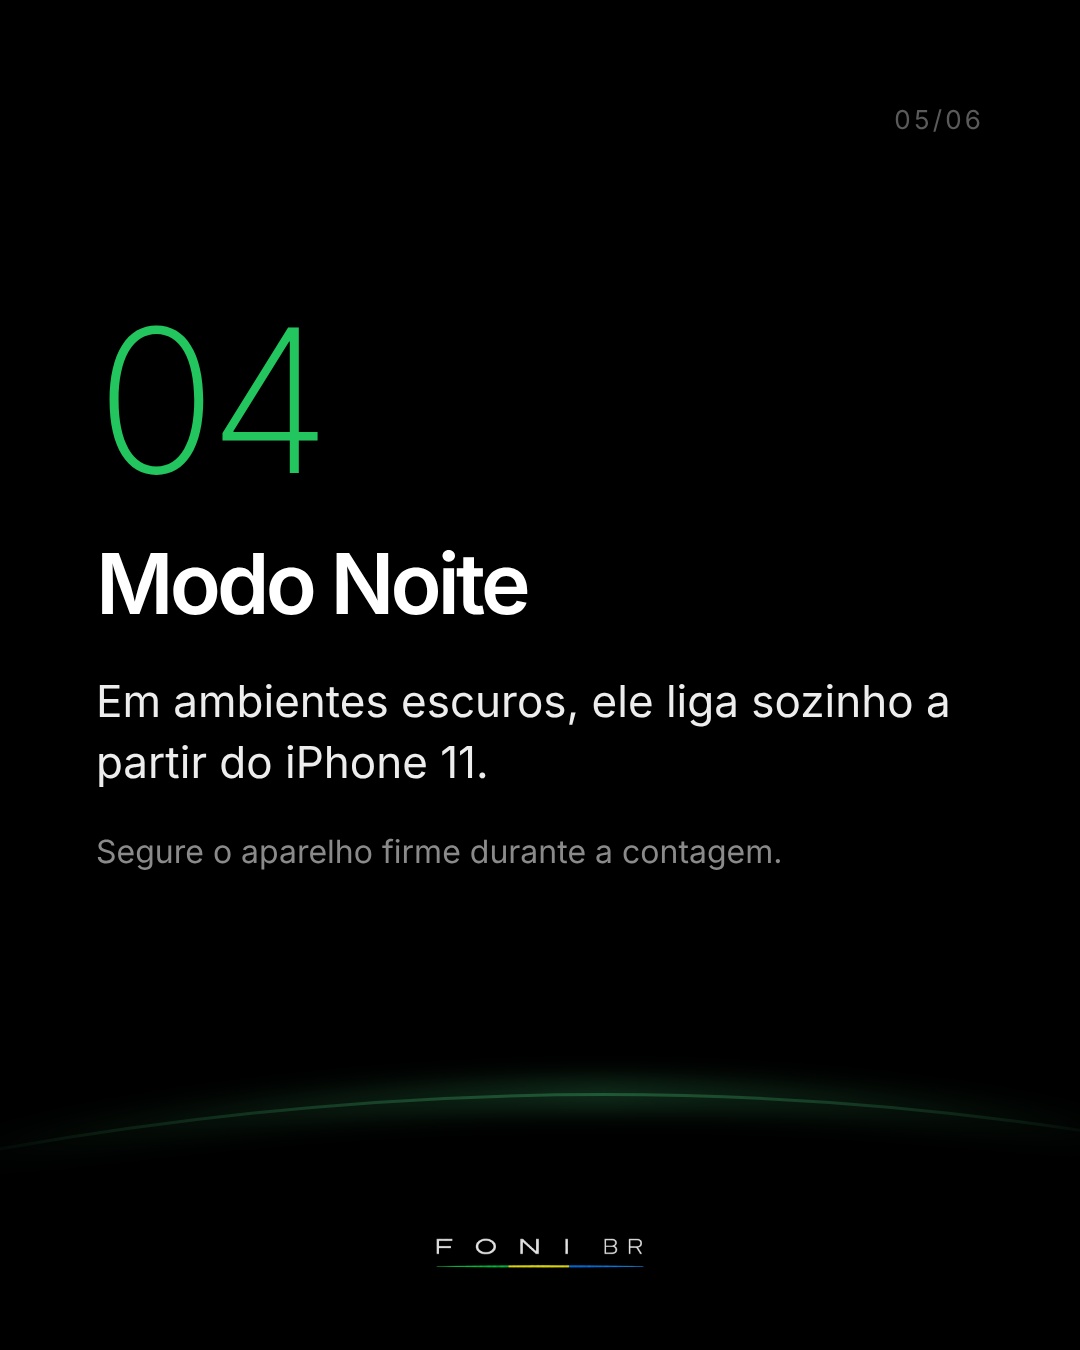 05/06
04
Modo Noite
Em ambientes escuros, ele liga sozinho a
partir do iPhone 11.
Segure o aparelho firme durante a contagem.
FONI BR